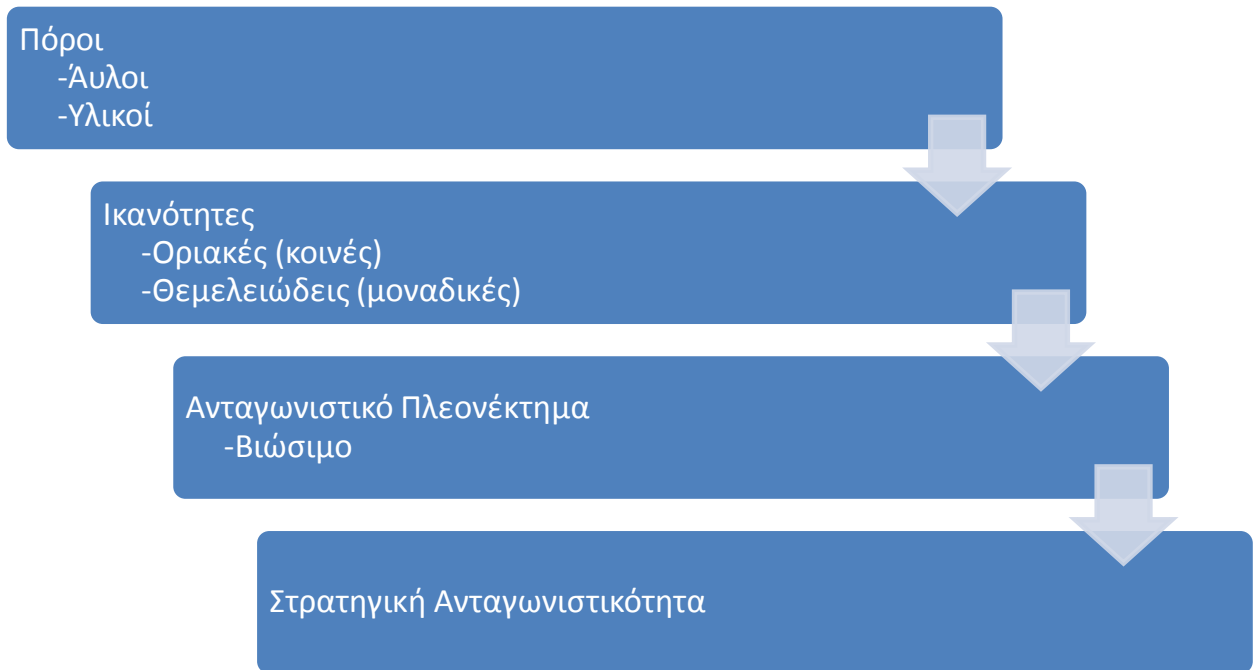 Πόροι
-Άυλοι
-Υλικοί
Ικανότητες
-Οριακές (κοινές)
-Θεμελειώδεις (μοναδικές)
Ανταγωνιστικό Πλεονέκτημα
-Βιώσιμο
Στρατηγική Ανταγωνιστικότητα